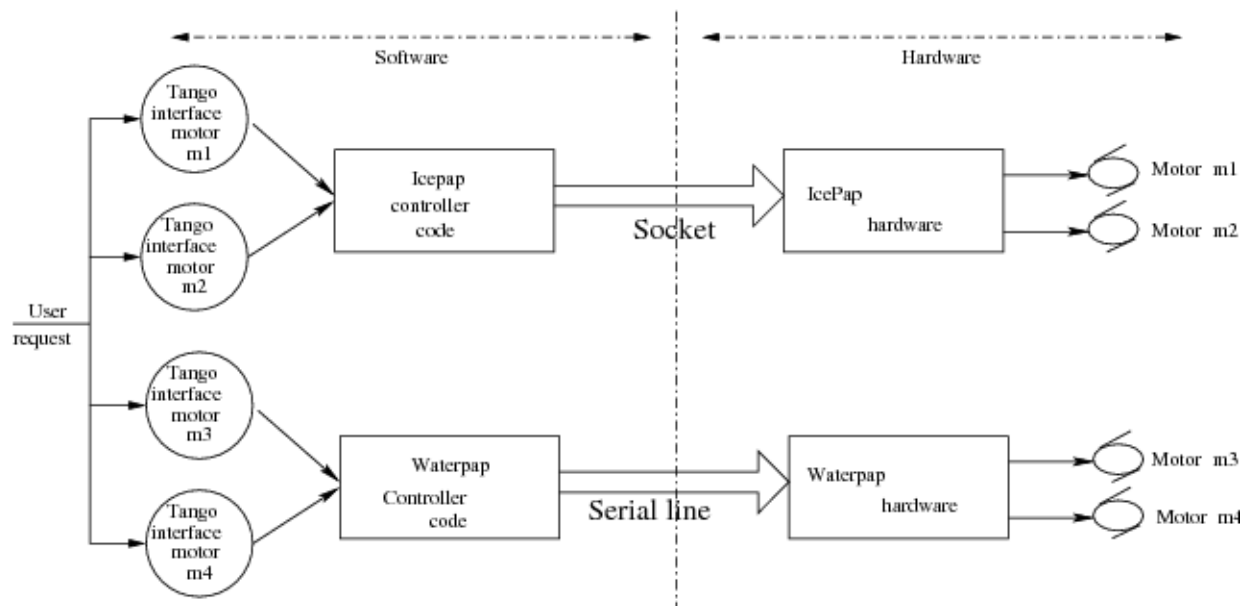 Software
Hardware
Tango
interface
motor
m1
Tango
interface
motor
m2
User
request
Tango
interface
motor
m3
Tango
interface
motor
m4
Icepap
controller
code
Socket
IcePap
hardware
Motor m1
Motor m2
Waterpap
Controller
code
Serial line
Waterpap
hardware
Motor m3
Motor m4